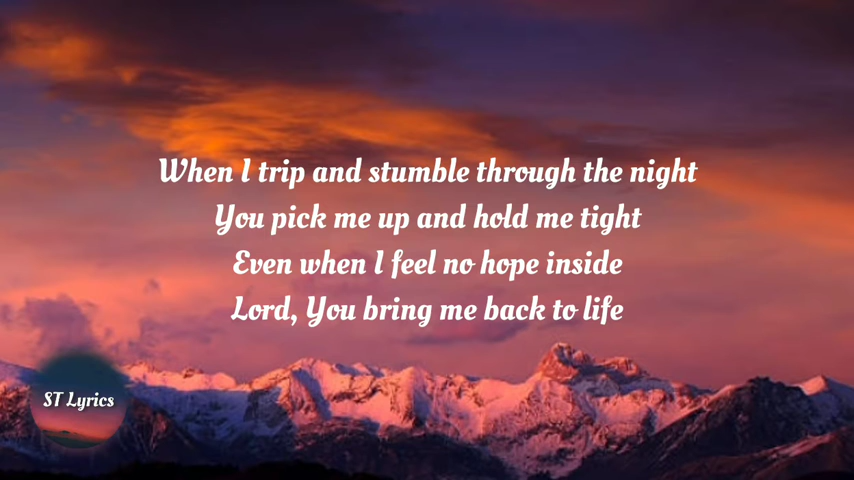 When I trip and stumble through the night
You pick me up and hold me tight
Even when I feel no hope inside
Lord, You bring me back to life
ST Lyrics